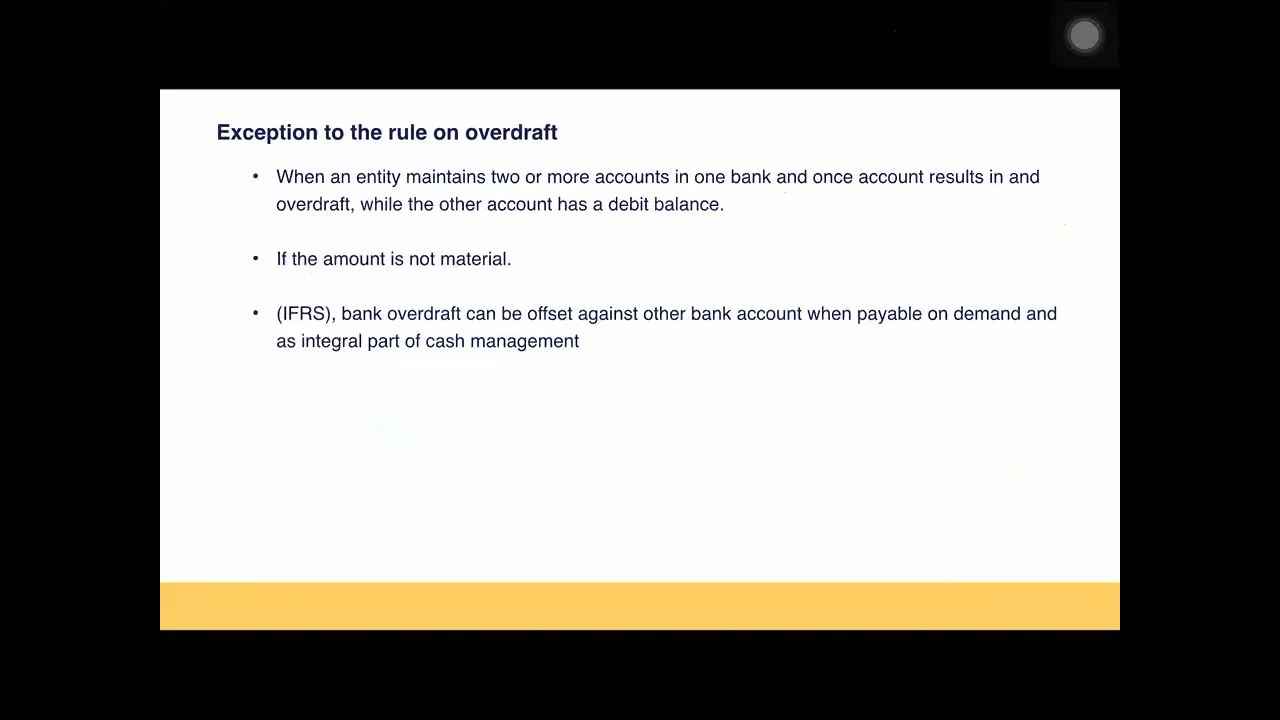 Exception to the rule on overdraft
• When an entity maintains two or more accounts in one bank and once account results in and
overdraft, while the other account has a debit balance.
• If the amount is not material.
• (IFRS), bank overdraft can be offset against other bank account when payable on demand and
as integral part of cash management